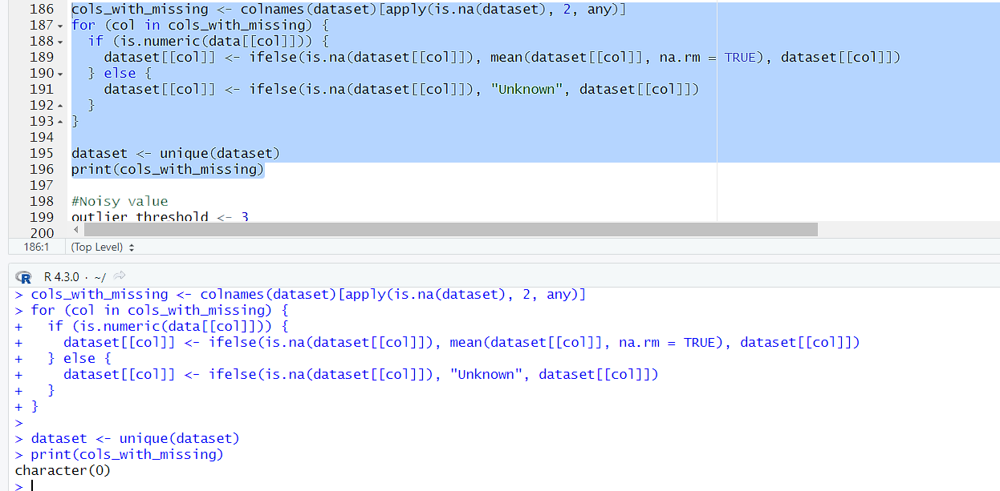 186 cols_with_missing <- colnames(dataset)[apply(is.na(dataset), 2, any)]
187 for (col in cols_with_missing) {
188   if (is.numeric(data[[col]])) {
189     dataset[[col]] <- ifelse(is.na(dataset[[col]]), mean(dataset[[col]], na.rm = TRUE), dataset[[col]])
190   } else {
191     dataset[[col]] <- ifelse(is.na(dataset[[col]]), "Unknown", dataset[[col]])
192   }
193 }
194
195 dataset <- unique(dataset)
196 print(cols_with_missing)
197
198 #Noisy value
199 outlier_threshold <- 3
200
186:1 (Top Level)
R R 4.3.0 · ~/
> cols_with_missing <- colnames(dataset)[apply(is.na(dataset), 2, any)]
> for (col in cols_with_missing) {
+   if (is.numeric(data[[col]])) {
+     dataset[[col]] <- ifelse(is.na(dataset[[col]]), mean(dataset[[col]], na.rm = TRUE), dataset[[col]])
+   } else {
+     dataset[[col]] <- ifelse(is.na(dataset[[col]]), "Unknown", dataset[[col]])
+   }
+ }
>
> dataset <- unique(dataset)
> print(cols_with_missing)
character(0)
>